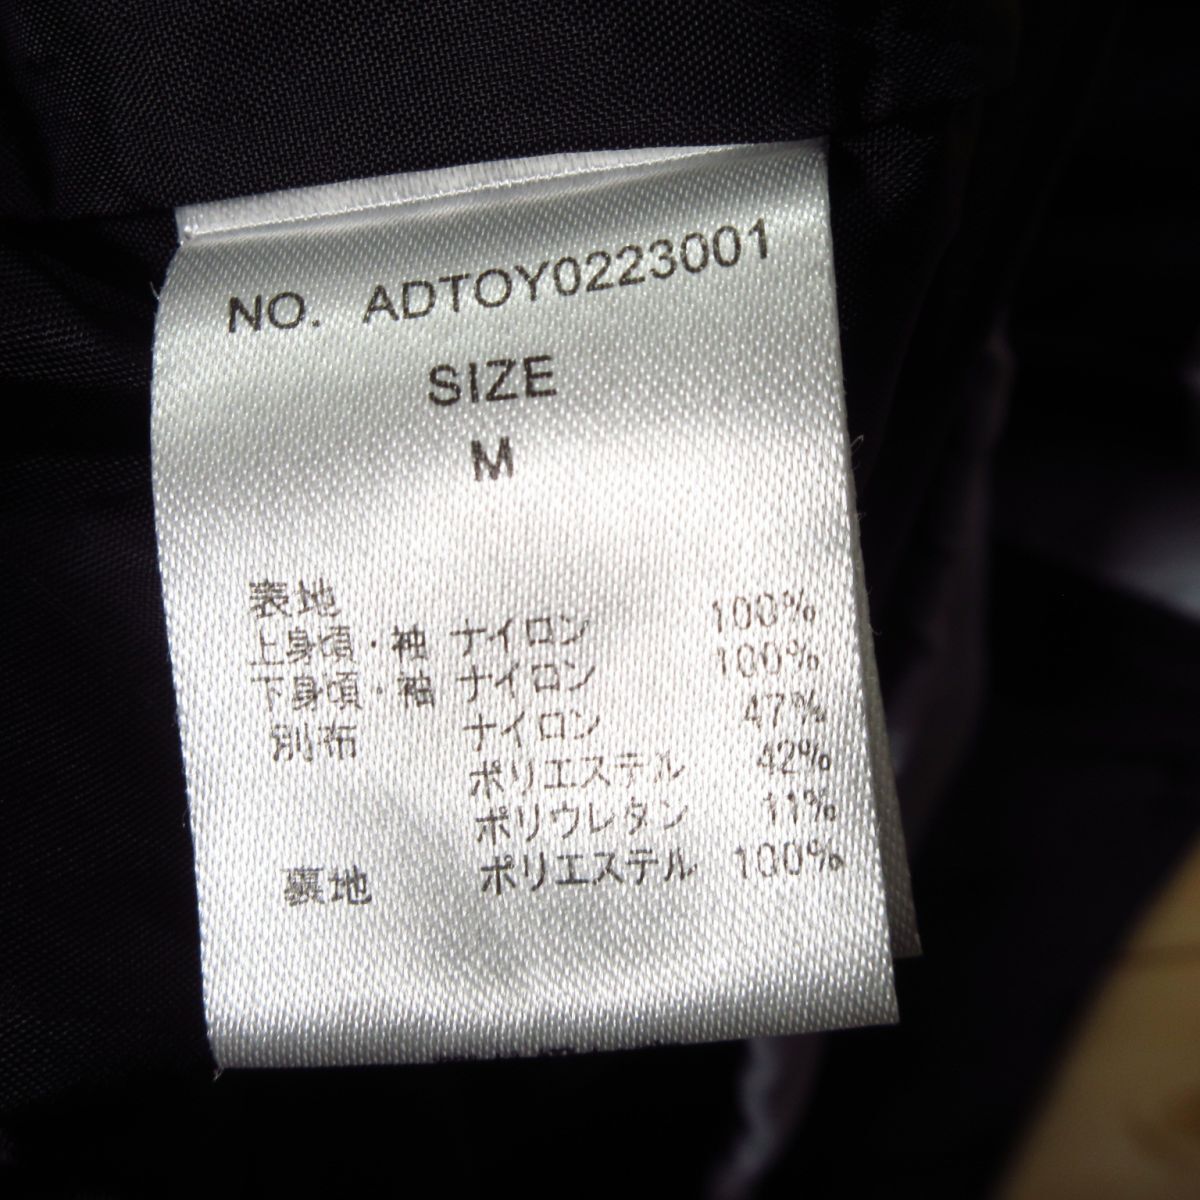 NO. ADTOY0223001
SIZE
M
表地
上身頃・袖 ナイロン 100%
下身頃・袖 ナイロン 100%
別布 ナイロン 47%
ポリエステル 42%
ポリウレタン 11%
裏地 ポリエステル 100%